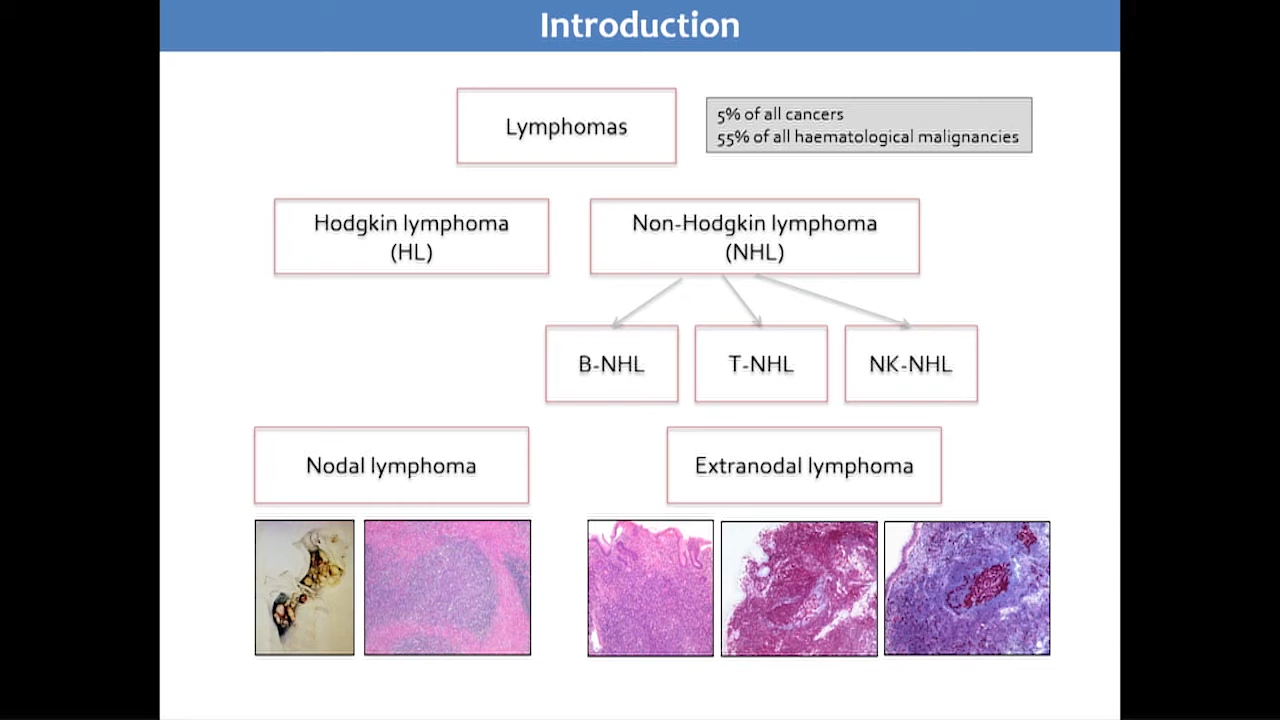 Introduction
Lymphomas
5% of all cancers
55% of all haematological malignancies
Hodgkin lymphoma
(HL)
Non-Hodgkin lymphoma
(NHL)
B-NHL
T-NHL
NK-NHL
Nodal lymphoma
Extranodal lymphoma